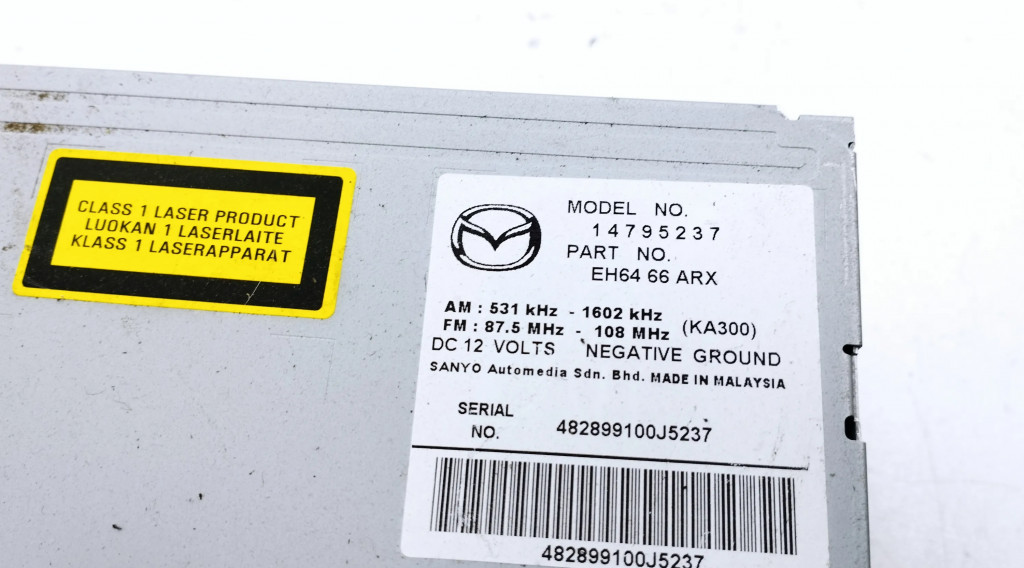 CLASS 1 LASER PRODUCT
LUOKAN 1 LASERLAITE
KLASS 1 LASERAPPARAT
MODEL NO.
14795237
PART NO.
EH64 66 ARX
AM : 531 kHz - 1602 kHz
FM : 87.5 MHz - 108 MHz (KA300)
DC 12 VOLTS NEGATIVE GROUND
SANYO Automedia Sdn. Bhd. MADE IN MALAYSIA
SERIAL
NO. 482899100J5237
482899100J5237